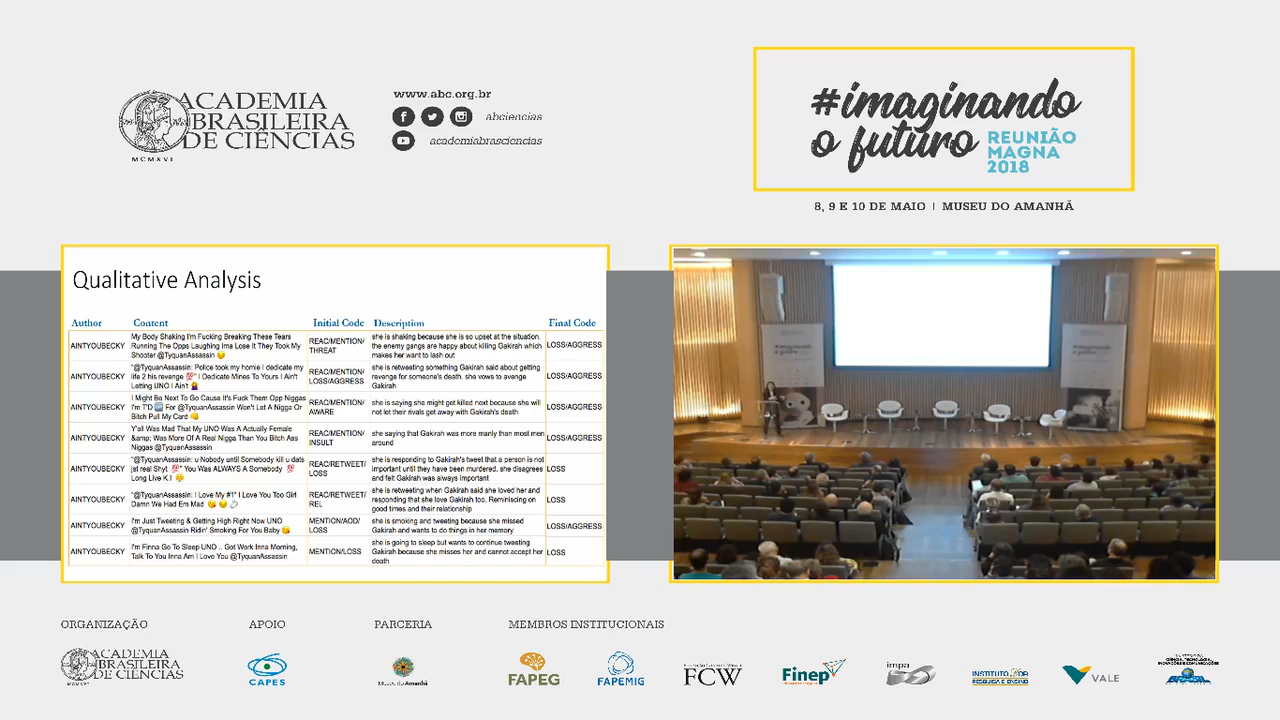 ACADEMIA
BRASILEIRA
DE CIÊNCIAS
MCMXVI
www.abc.org.br
abciencias
academiabrasciencias
#imaginando
o futuro
REUNIÃO
MAGNA
2018
8, 9 E 10 DE MAIO | MUSEU DO AMANHÃ
Qualitative Analysis
Author Content Initial Code Description Final Code
AINTYOUBECKY
My Body Shaking I'm Fucking Breaking These Tears
Running The Opps Laughing Ima Lose It They Took My
Shooter @TyquanAssassin
REAC/MENTION/
THREAT
she is shaking because she is so upset at the situation.
the enemy gangs are happy about killing Gakirah which
makes her want to lash out
LOSS/AGGRESS
AINTYOUBECKY
"@TyquanAssassin: Police took my homie I dedicate my
life 2 his revenge 💯" I Dedicate Mines To Yours I Ain't
Letting UNO I Ain't
REAC/MENTION/
LOSS/AGGRESS
she is retweeting something Gakirah said about getting
revenge for someone's death. she vows to avenge
Gakirah
LOSS/AGGRESS
AINTYOUBECKY
I Might Be Next To Go Cause It's Fuck Them Opp Niggas
I'm T'D For @TyquanAssassin Won't Let A Nigga Or
Bitch Pull My Card
REAC/MENTION/
AWARE
she is saying she might get killed next because she will
not let their rivals get away with Gakirah's death
LOSS/AGGRESS
AINTYOUBECKY
Y'all Was Mad That My UNO Was A Actually Female
&amp; Was More Of A Real Nigga Than You Bitch Ass
Niggas @TyquanAssassin
REAC/MENTION/
INSULT
she saying that Gakirah was more manly than most men
around
LOSS/AGGRESS
AINTYOUBECKY
"@TyquanAssassin: u Nobody until Somebody kill u dats
jst real Shyt 💯" You Was ALWAYS A Somebody 💯
Long Live K.I
REAC/RETWEET/
LOSS
she is responding to Gakirah's tweet that a person is not
important until they have been murdered. she disagrees
and felt Gakirah was always important
LOSS
AINTYOUBECKY
"@TyquanAssassin: I Love My #1" I Love You Too Girl
Damn We Had Em Mad
REAC/RETWEET/
REL
she is retweeting when Gakirah said she loved her and
responding that she love Gakirah too. Reminiscing on
good times and their relationship
LOSS
AINTYOUBECKY
I'm Just Tweeting & Getting High Right Now UNO
@TyquanAssassin Ridin' Smoking For You Baby
MENTION/AOD/
LOSS
she is smoking and tweeting because she missed
Gakirah and wants to do things in her memory
LOSS/AGGRESS
AINTYOUBECKY
I'm Finna Go To Sleep UNO .. Got Work Inna Morning,
Talk To You Inna Am I Love You @TyquanAssassin
MENTION/LOSS
she is going to sleep but wants to continue tweeting
Gakirah because she misses her and cannot accept her
death
LOSS
#imaginando
o futuro
ORGANIZAÇÃO
APOIO
PARCERIA
MEMBROS INSTITUCIONAIS
ACADEMIA
BRASILEIRA
DE CIÊNCIAS
CAPES
Museu do Amanhã
FAPEG
FAPEMIG
FCW
Finep
impa
INSTITUTO D'OR
PESQUISA E ENSINO
VALE
CIÊNCIA, TECNOLOGIA,
INOVAÇÕES E COMUNICAÇÕES